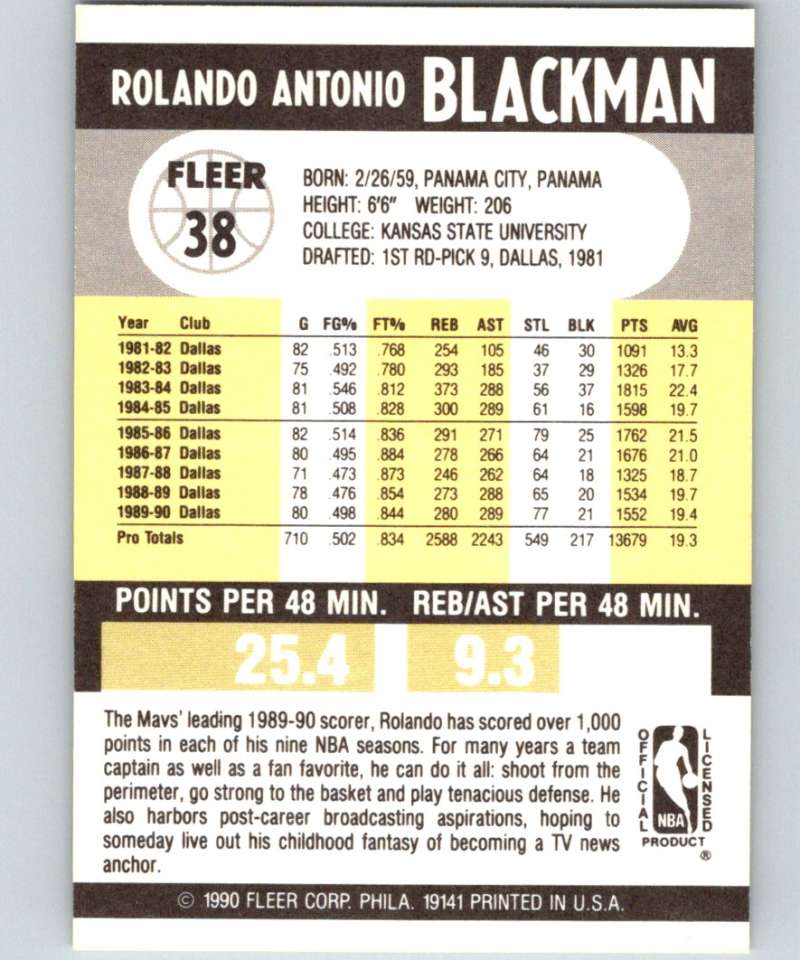 ROLANDO ANTONIO BLACKMAN
FLEER
38
BORN: 2/26/59, PANAMA CITY, PANAMA
HEIGHT: 6'6" WEIGHT: 206
COLLEGE: KANSAS STATE UNIVERSITY
DRAFTED: 1ST RD-PICK 9, DALLAS, 1981
Year Club G FG% FT% REB AST STL BLK PTS AVG
1981-82 Dallas 82 .513 .768 254 105 46 30 1091 13.3
1982-83 Dallas 75 .492 .780 293 185 37 29 1326 17.7
1983-84 Dallas 81 .546 .812 373 288 56 37 1815 22.4
1984-85 Dallas 81 .508 .828 300 289 61 16 1598 19.7
1985-86 Dallas 82 .514 .836 291 271 79 25 1762 21.5
1986-87 Dallas 80 .495 .884 278 266 64 21 1676 21.0
1987-88 Dallas 71 .473 .873 246 262 64 18 1325 18.7
1988-89 Dallas 78 .476 .854 273 288 65 20 1534 19.7
1989-90 Dallas 80 .498 .844 280 289 77 21 1552 19.4
Pro Totals 710 .502 .834 2588 2243 549 217 13679 19.3
POINTS PER 48 MIN. REB/AST PER 48 MIN.
25.4 9.3
The Mavs' leading 1989-90 scorer, Rolando has scored over 1,000
points in each of his nine NBA seasons. For many years a team
captain as well as a fan favorite, he can do it all: shoot from the
perimeter, go strong to the basket and play tenacious defense. He
also harbors post-career broadcasting aspirations, hoping to
someday live out his childhood fantasy of becoming a TV news
anchor.
OFFICIAL
LICENSED
NBA
PRODUCT
®
© 1990 FLEER CORP. PHILA. 19141 PRINTED IN U.S.A.